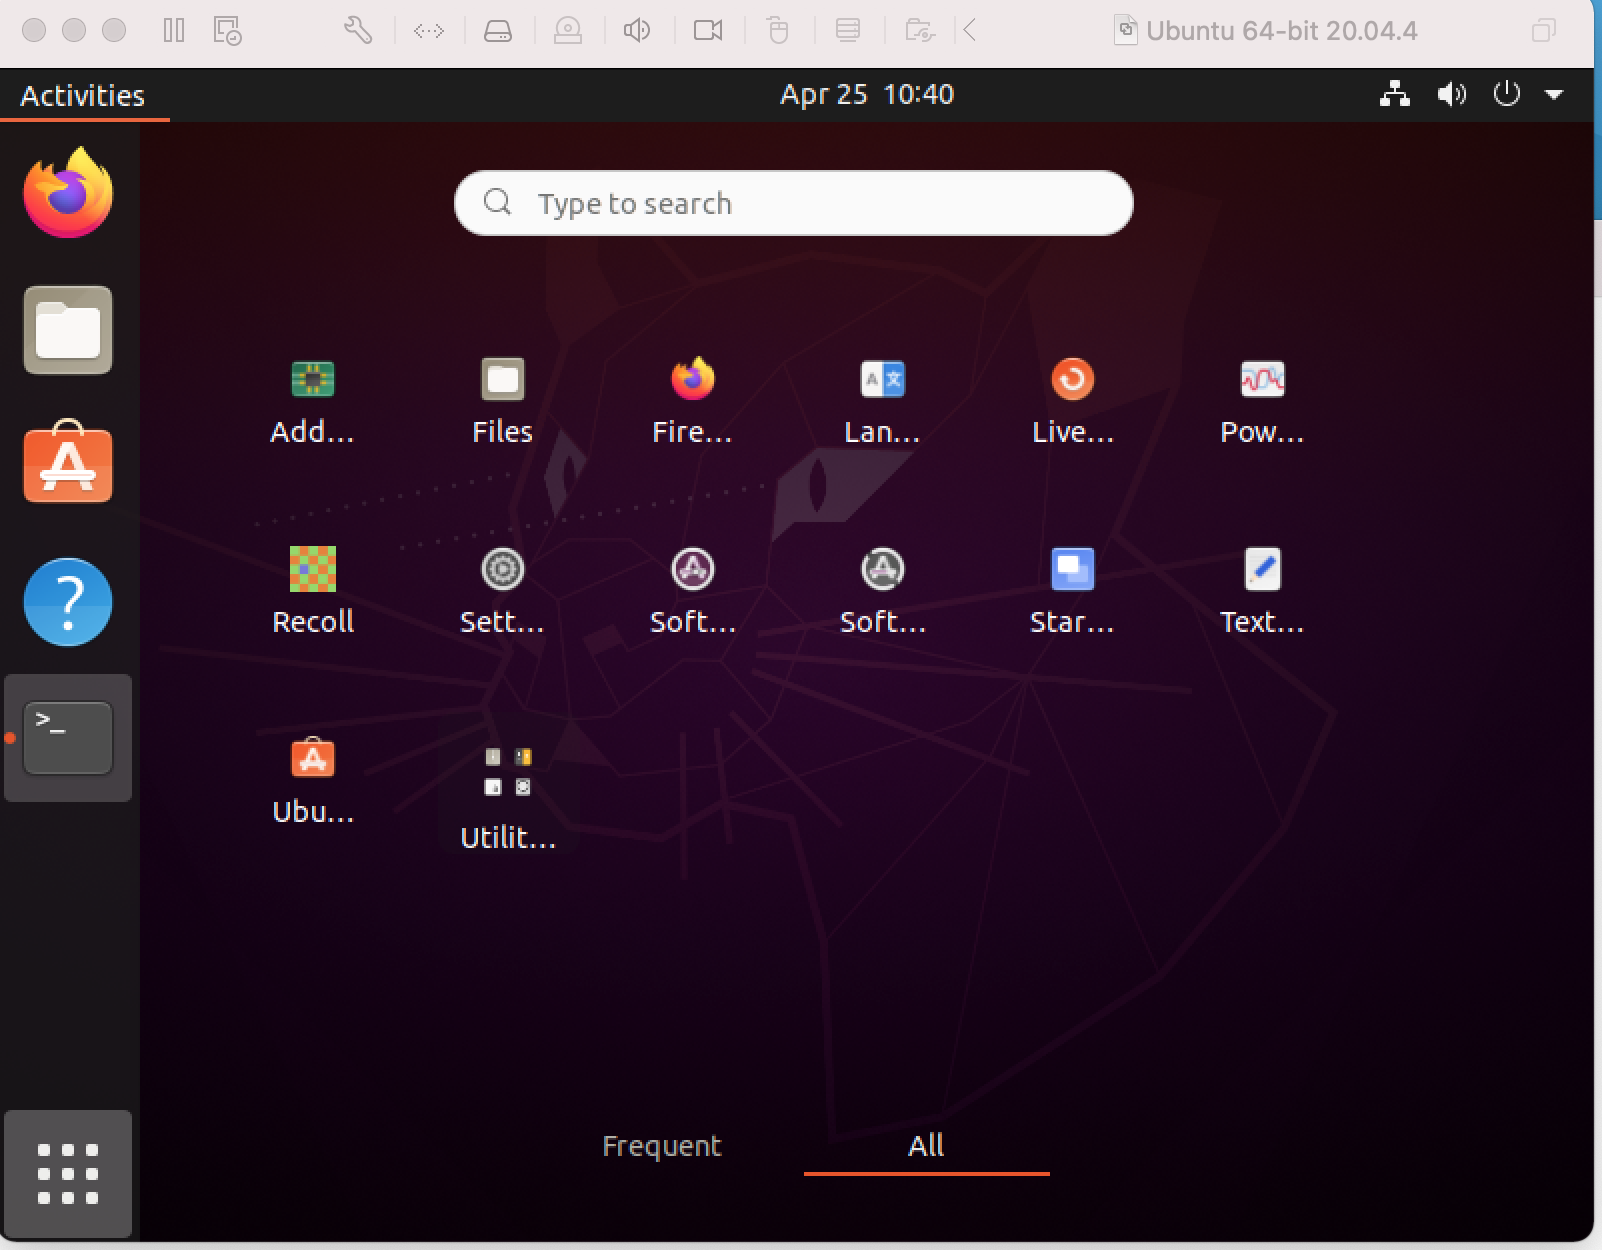 Ubuntu 64-bit 20.04.4
Activities
Apr 25 10:40
Type to search
Add...
Files
Fire...
Lan...
Live...
Pow...
Recoll
Sett...
Soft...
Soft...
Star...
Text...
Ubu...
Utilit...
Frequent
All